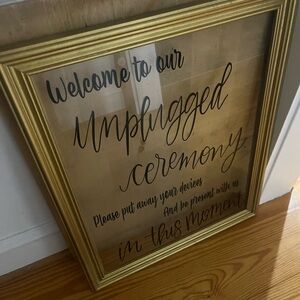 Welcome to our
Unplugged
ceremony
Please put away your devices
And be present with us
in this moment